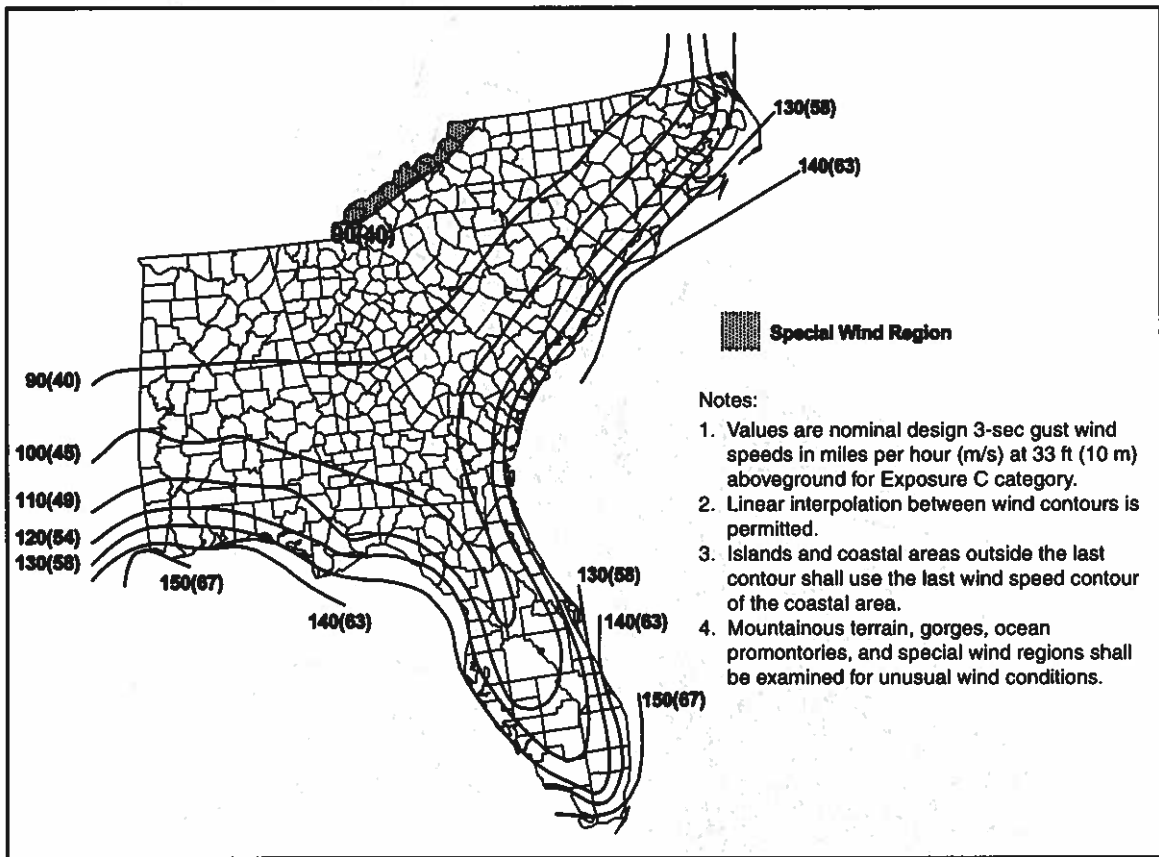 130(58)
140(63)
90(40)
Special Wind Region
90(40)
Notes:
1. Values are nominal design 3-sec gust wind
speeds in miles per hour (m/s) at 33 ft (10 m)
aboveground for Exposure C category.
2. Linear interpolation between wind contours is
permitted.
3. Islands and coastal areas outside the last
contour shall use the last wind speed contour
of the coastal area.
4. Mountainous terrain, gorges, ocean
promontories, and special wind regions shall
be examined for unusual wind conditions.
100(45)
110(49)
120(54)
130(58)
150(67)
140(63)
130(58)
140(63)
150(67)